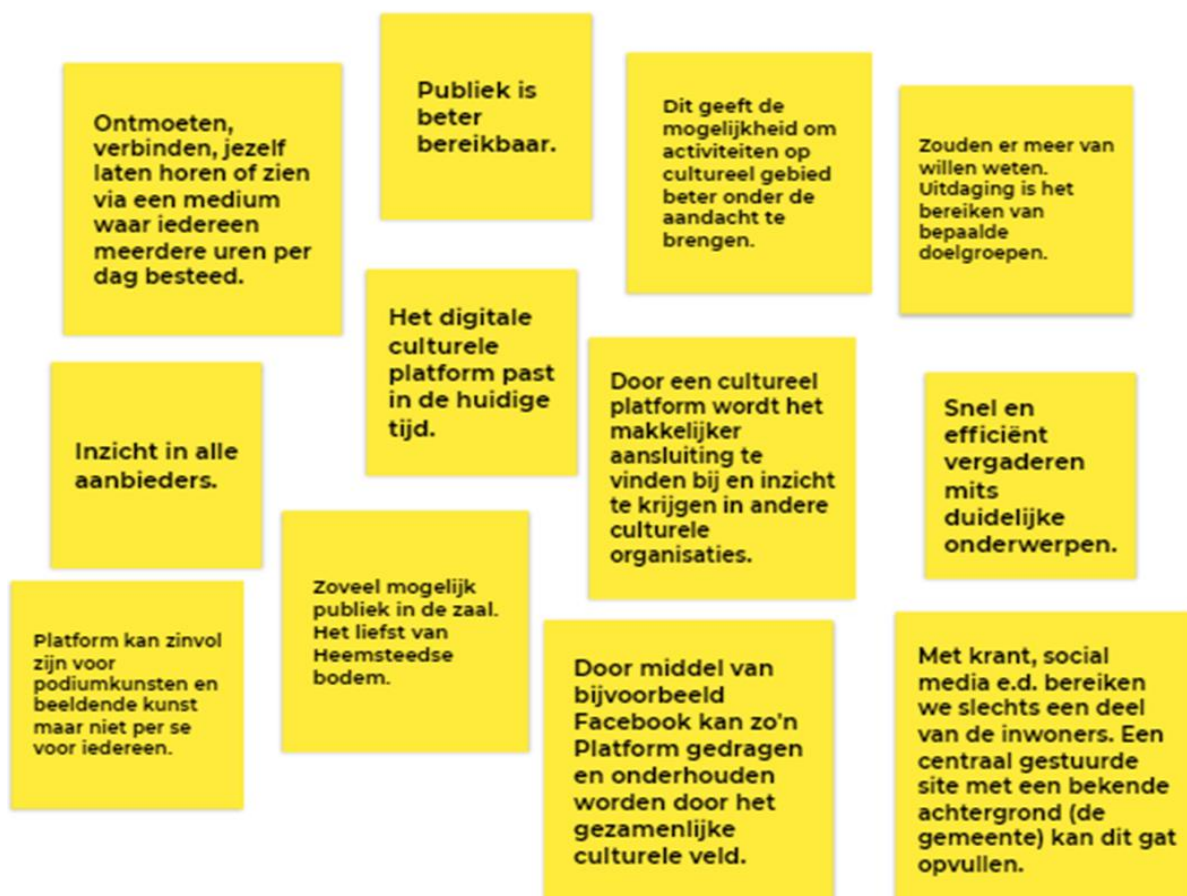 Ontmoeten,
verbinden, jezelf
laten horen of zien
via een medium
waar iedereen
meerdere uren per
dag besteed.
Publiek is
beter
bereikbaar.
Dit geeft de
mogelijkheid om
activiteiten op
cultureel gebied
beter onder de
aandacht te
brengen.
Zouden er meer van
willen weten.
Uitdaging is het
bereiken van
bepaalde
doelgroepen.
Inzicht in alle
aanbieders.
Het digitale
culturele
platform past
in de huidige
tijd.
Door een cultureel
platform wordt het
makkelijker
aansluiting te
vinden bij en inzicht
te krijgen in andere
culturele
organisaties.
Snel en
efficiënt
vergaderen
mits
duidelijke
onderwerpen.
Platform kan zinvol
zijn voor
podiumkunsten en
beeldende kunst
maar niet per se
voor iedereen.
Zoveel mogelijk
publiek in de zaal.
Het liefst van
Heemsteedse
bodem.
Door middel van
bijvoorbeeld
Facebook kan zo'n
Platform gedragen
en onderhouden
worden door het
gezamenlijke
culturele veld.
Met krant, social
media e.d. bereiken
we slechts een deel
van de inwoners. Een
centraal gestuurde
site met een bekende
achtergrond (de
gemeente) kan dit gat
opvullen.